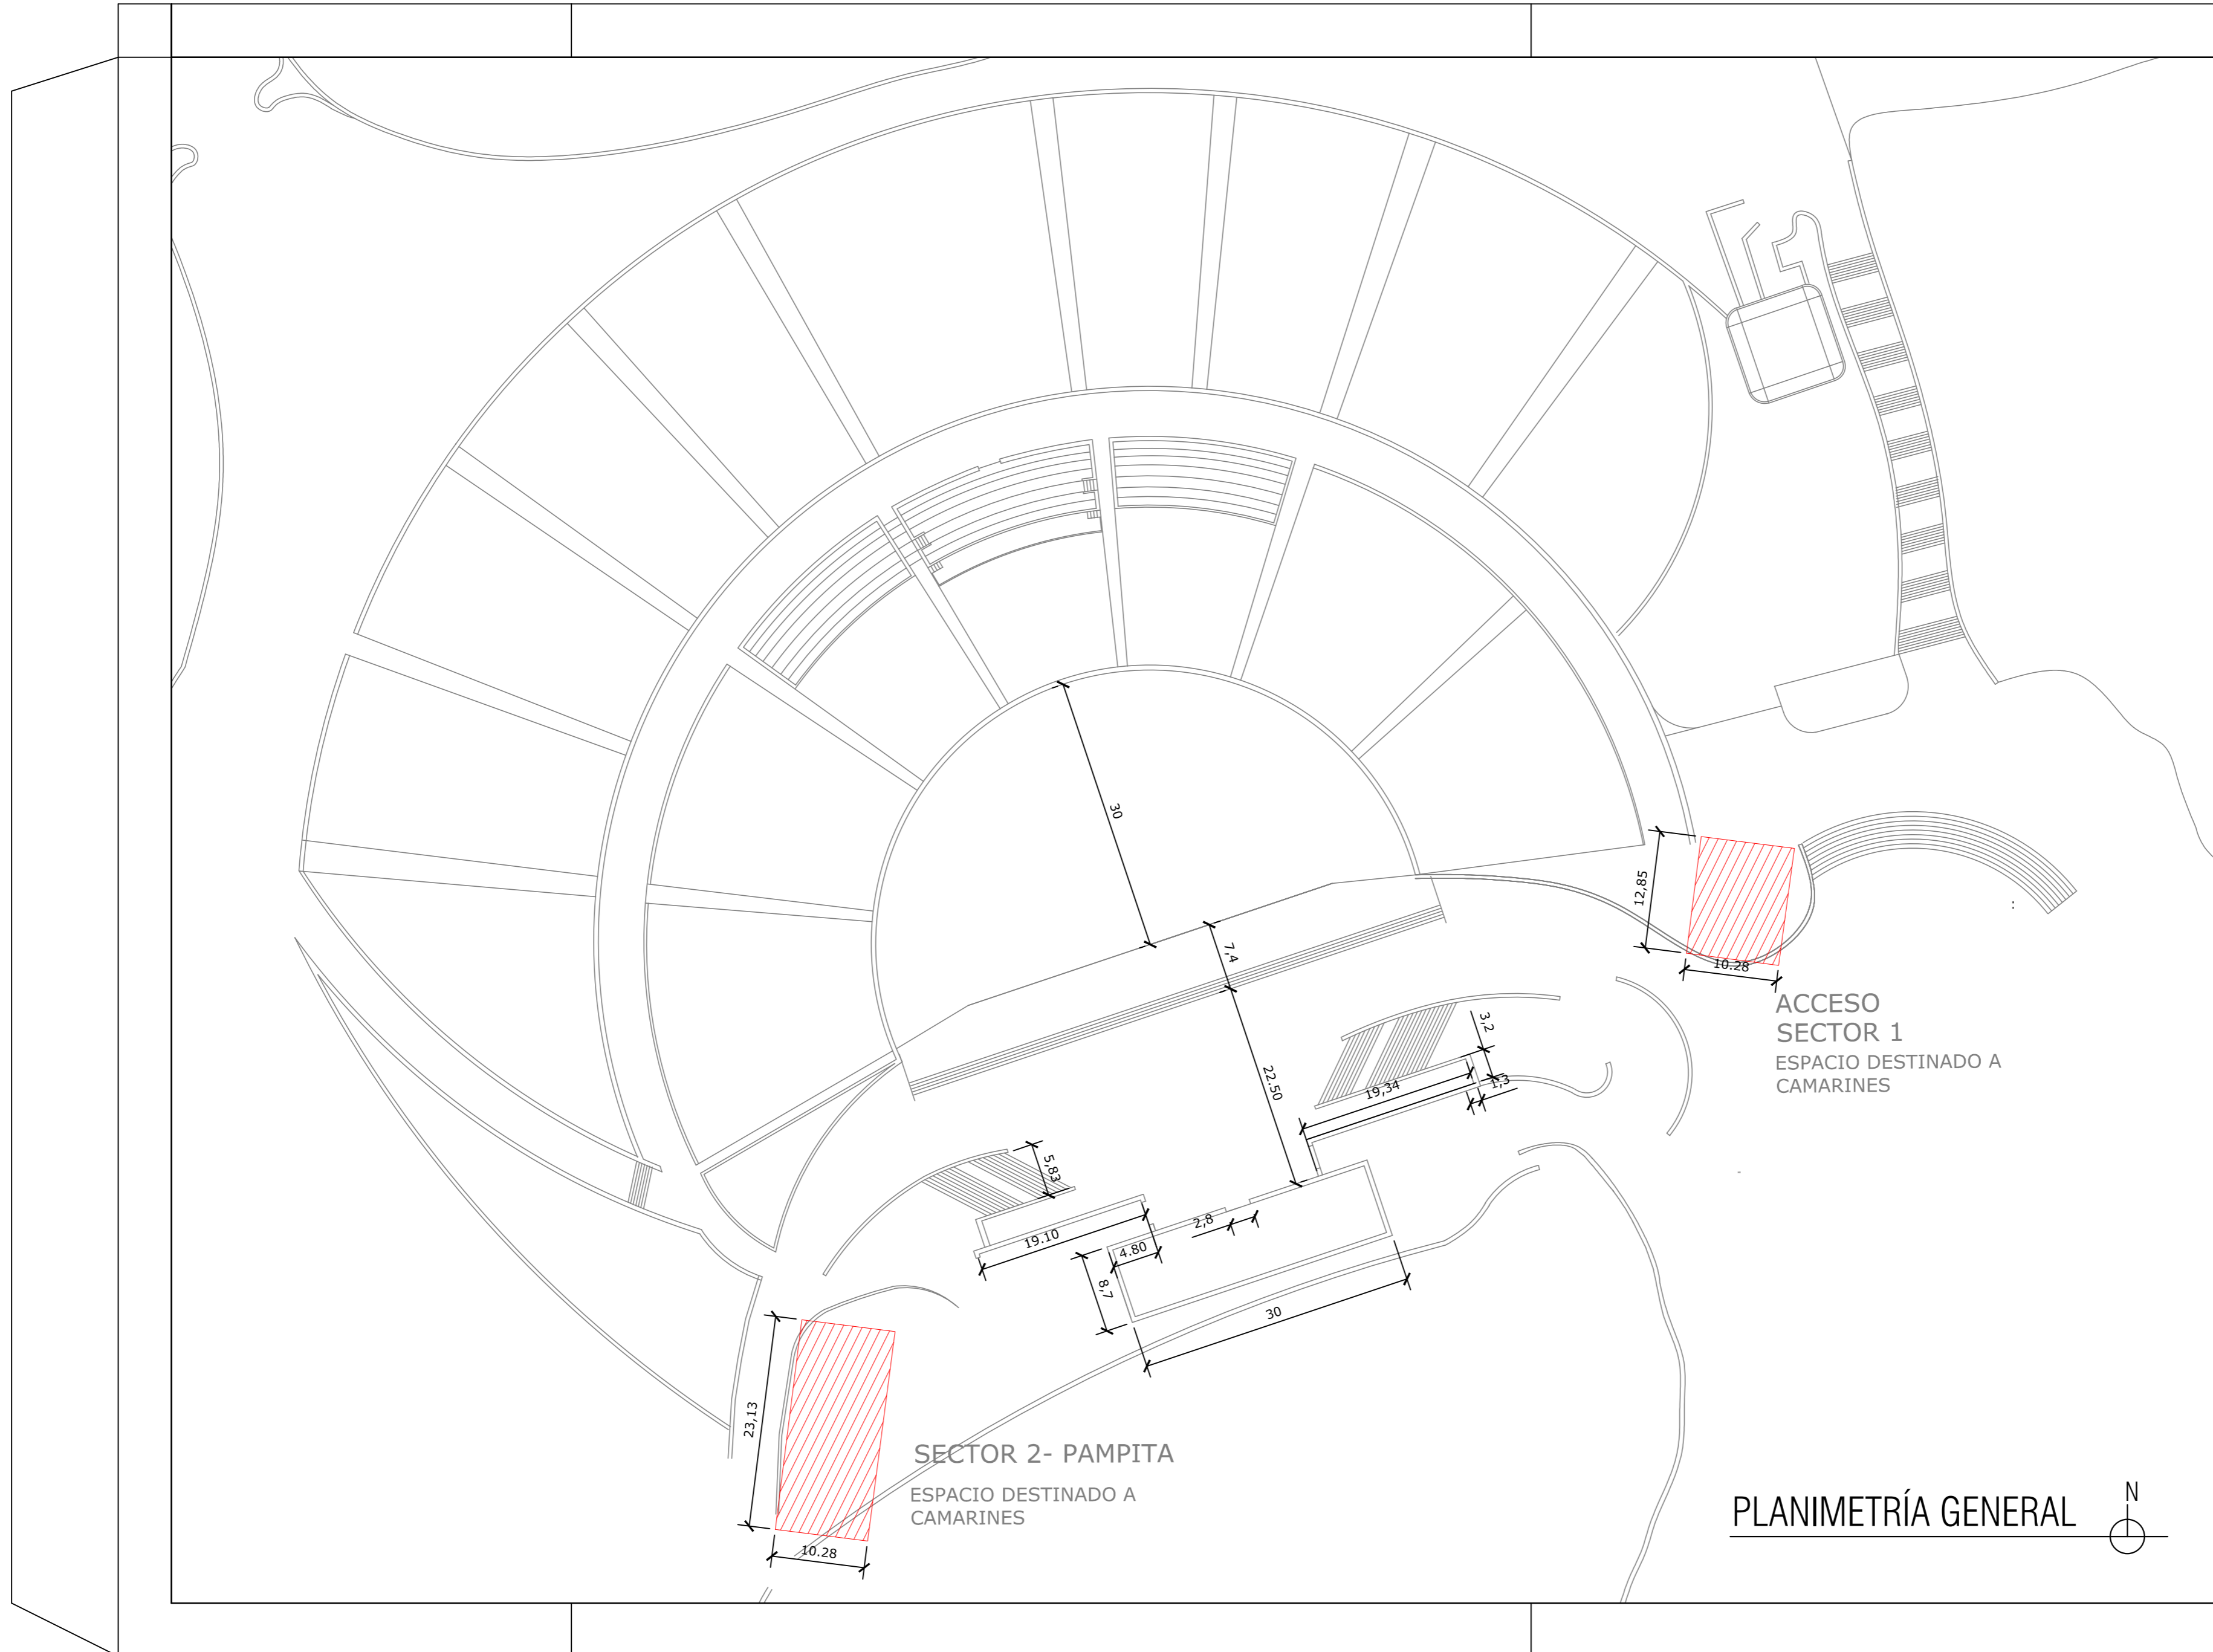 30
12,85
7,4
10.28
ACCESO
SECTOR 1
ESPACIO DESTINADO A
CAMARINES
3,2
22.50
19,34
1,3
5,83
19.10
2,8
4.80
8,7
30
23,13
SECTOR 2- PAMPITA
ESPACIO DESTINADO A
CAMARINES
10.28
N
PLANIMETRÍA GENERAL